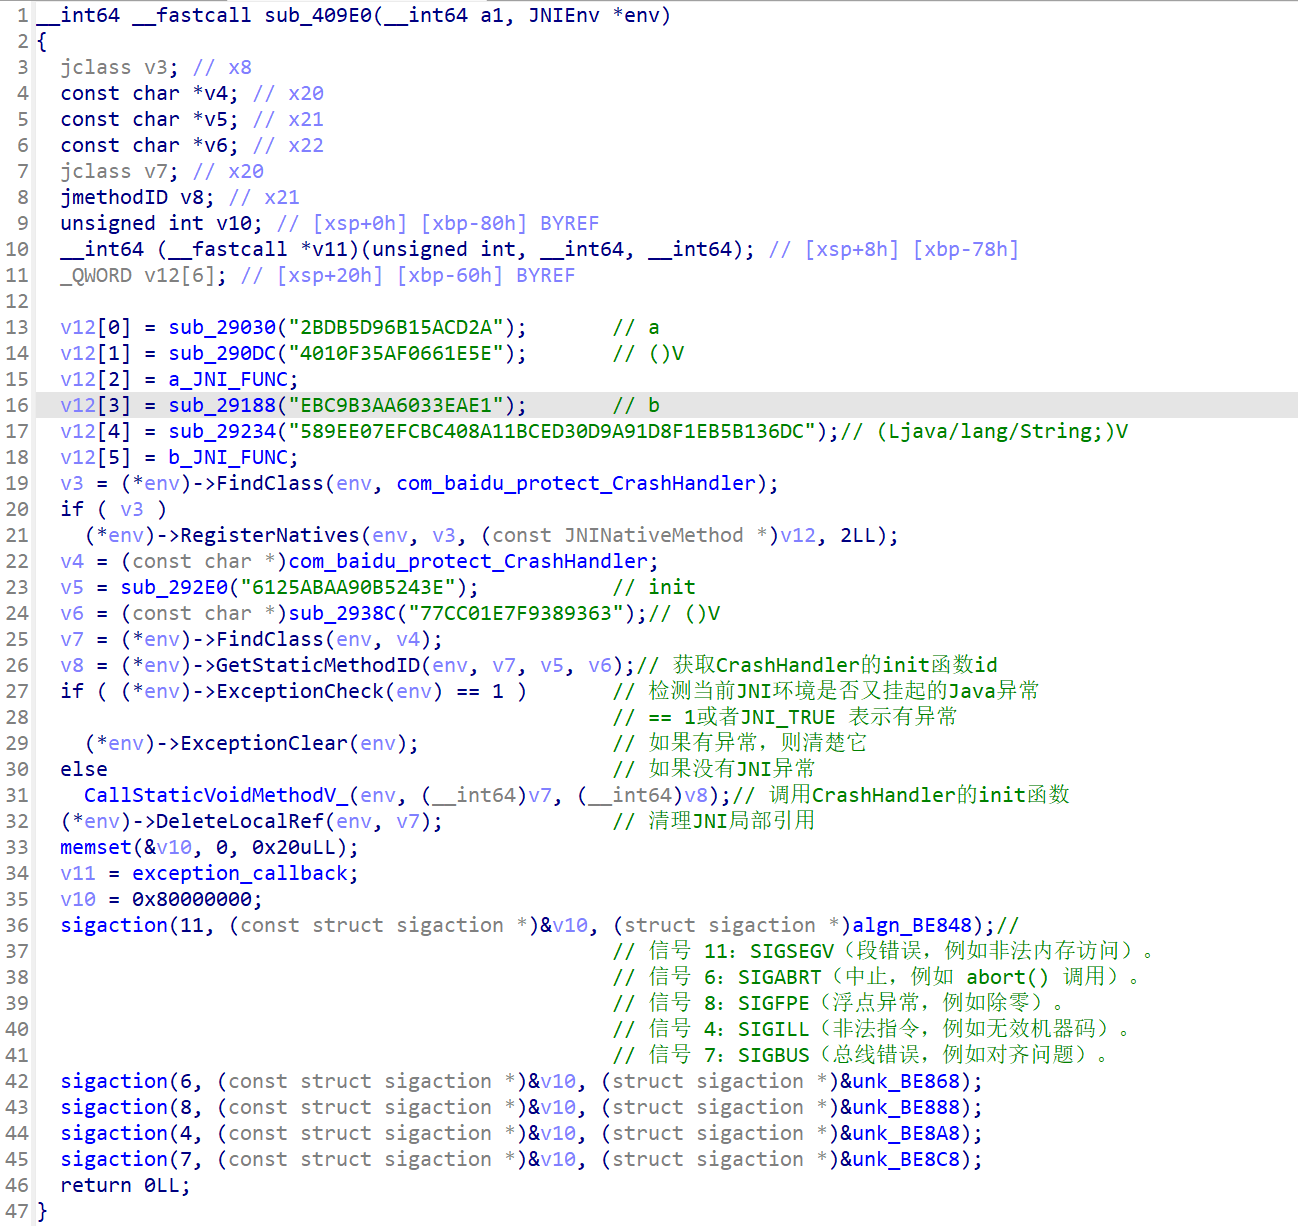 1 __int64 __fastcall sub_409E0(__int64 a1, JNIEnv *env)
2 {
3   jclass v3; // x8
4   const char *v4; // x20
5   const char *v5; // x21
6   const char *v6; // x22
7   jclass v7; // x20
8   jmethodID v8; // x21
9   unsigned int v10; // [xsp+0h] [xbp-80h] BYREF
10   __int64 (__fastcall *v11)(unsigned int, __int64, __int64); // [xsp+8h] [xbp-78h]
11   _QWORD v12[6]; // [xsp+20h] [xbp-60h] BYREF
12
13   v12[0] = sub_29030("2BDB5D96B15ACD2A");       // a
14   v12[1] = sub_290DC("4010F35AF0661E5E");       // ()V
15   v12[2] = a_JNI_FUNC;
16   v12[3] = sub_29188("EBC9B3AA6033EAE1");       // b
17   v12[4] = sub_29234("589EE07EFCBC408A11BCED30D9A91D8F1EB5B136DC");// (Ljava/lang/String;)V
18   v12[5] = b_JNI_FUNC;
19   v3 = (*env)->FindClass(env, com_baidu_protect_CrashHandler);
20   if ( v3 )
21     (*env)->RegisterNatives(env, v3, (const JNINativeMethod *)v12, 2LL);
22   v4 = (const char *)com_baidu_protect_CrashHandler;
23   v5 = sub_292E0("6125ABAA90B5243E");           // init
24   v6 = (const char *)sub_2938C("77CC01E7F9389363");// ()V
25   v7 = (*env)->FindClass(env, v4);
26   v8 = (*env)->GetStaticMethodID(env, v7, v5, v6);// 获取CrashHandler的init函数id
27   if ( (*env)->ExceptionCheck(env) == 1 )       // 检测当前JNI环境是否又挂起的Java异常
28                                                 // == 1或者JNI_TRUE 表示有异常
29     (*env)->ExceptionClear(env);                // 如果有异常，则清楚它
30   else                                          // 如果没有JNI异常
31     CallStaticVoidMethodV_(env, (__int64)v7, (__int64)v8);// 调用CrashHandler的init函数
32   (*env)->DeleteLocalRef(env, v7);              // 清理JNI局部引用
33   memset(&v10, 0, 0x20uLL);
34   v11 = exception_callback;
35   v10 = 0x80000000;
36   sigaction(11, (const struct sigaction *)&v10, (struct sigaction *)algn_BE848);//
37                                                 // 信号 11：SIGSEGV（段错误，例如非法内存访问）。
38                                                 // 信号 6：SIGABRT（中止，例如 abort() 调用）。
39                                                 // 信号 8：SIGFPE（浮点异常，例如除零）。
40                                                 // 信号 4：SIGILL（非法指令，例如无效机器码）。
41                                                 // 信号 7：SIGBUS（总线错误，例如对齐问题）。
42   sigaction(6, (const struct sigaction *)&v10, (struct sigaction *)&unk_BE868);
43   sigaction(8, (const struct sigaction *)&v10, (struct sigaction *)&unk_BE888);
44   sigaction(4, (const struct sigaction *)&v10, (struct sigaction *)&unk_BE8A8);
45   sigaction(7, (const struct sigaction *)&v10, (struct sigaction *)&unk_BE8C8);
46   return 0LL;
47 }